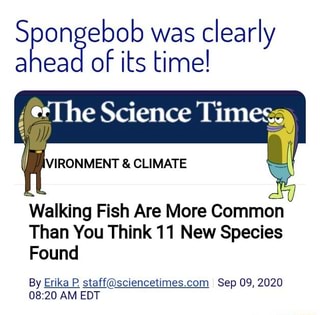 Spongebob was clearly
ahead of its time!
The Science Times
VIRONMENT & CLIMATE
Walking Fish Are More Common
Than You Think 11 New Species
Found
By Erika P. staff@sciencetimes.com Sep 09, 2020
08:20 AM EDT